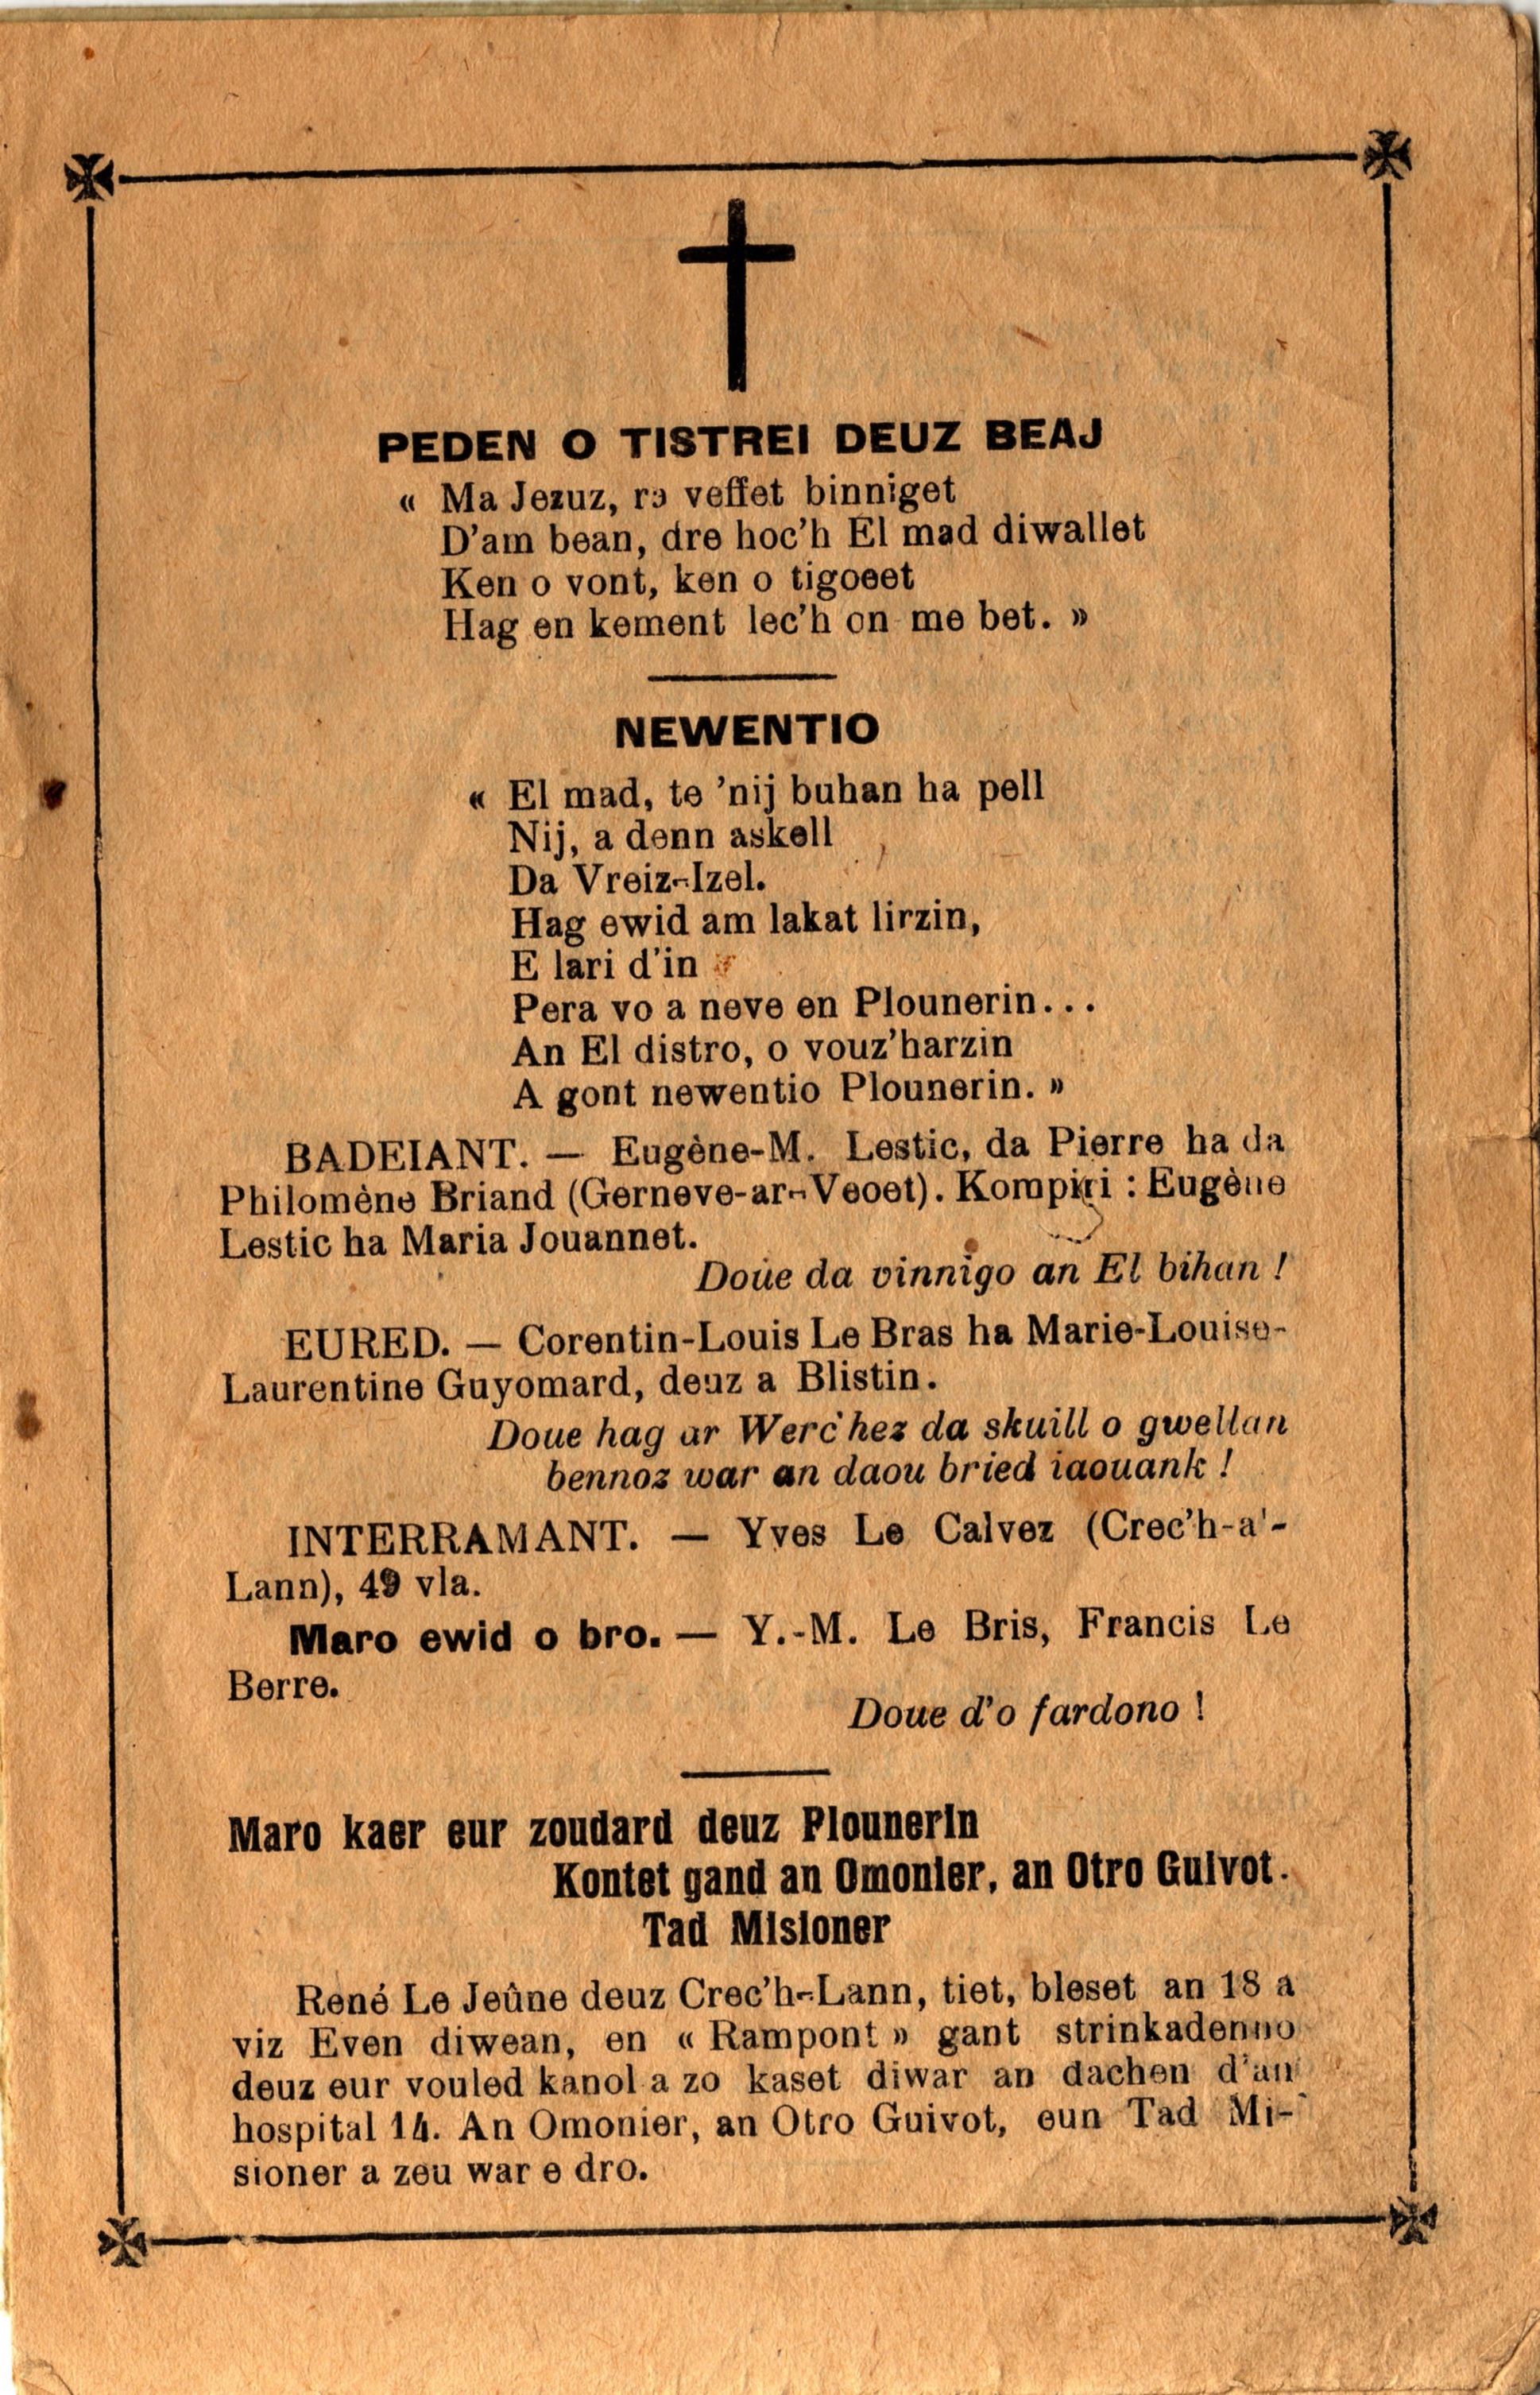 PEDEN O TISTREI DEUZ BEAJ
« Ma Jezuz, re veffet binniget
D'am bean, dre hoc'h El mad diwallet
Ken o vont, ken o tigoeet
Hag en kement lec'h on me bet. »
NEWENTIO
« El mad, te 'nij buhan ha pell
Nij, a denn askell
Da Vreiz-Izel.
Hag ewid am lakat lirzin,
E lari d'in
Pera vo a neve en Plounerin...
An El distro, o vouz'harzin
A gont newentio Plounerin. »
BADEIANT. — Eugène-M. Lestic, da Pierre ha da
Philomène Briand (Gerneve-ar-Veoet). Kompiri : Eugène
Lestic ha Maria Jouannet.
Doùe da vinnigo an El bihan !
EURED. — Corentin-Louis Le Bras ha Marie-Louise-
Laurentine Guyomard, deuz a Blistin.
Doue hag ar Werc'hez da skuill o gwellan
bennoz war an daou bried iaouank !
INTERRAMANT. — Yves Le Calvez (Crec'h-a'-
Lann), 49 vla.
Maro ewid o bro. — Y.-M. Le Bris, Francis Le
Berre.
Doue d'o fardono !
Maro kaer eur zoudard deuz Plounerin
Kontet gand an Omonier, an Otro Guivot.
Tad Misioner
René Le Jeûne deuz Crec'h-Lann, tiet, bleset an 18 a
viz Even diwean, en « Rampont » gant strinkadenno
deuz eur vouled kanol a zo kaset diwar an dachen d'an
hospital 14. An Omonier, an Otro Guivot, eun Tad Mi-
sioner a zeu war e dro.